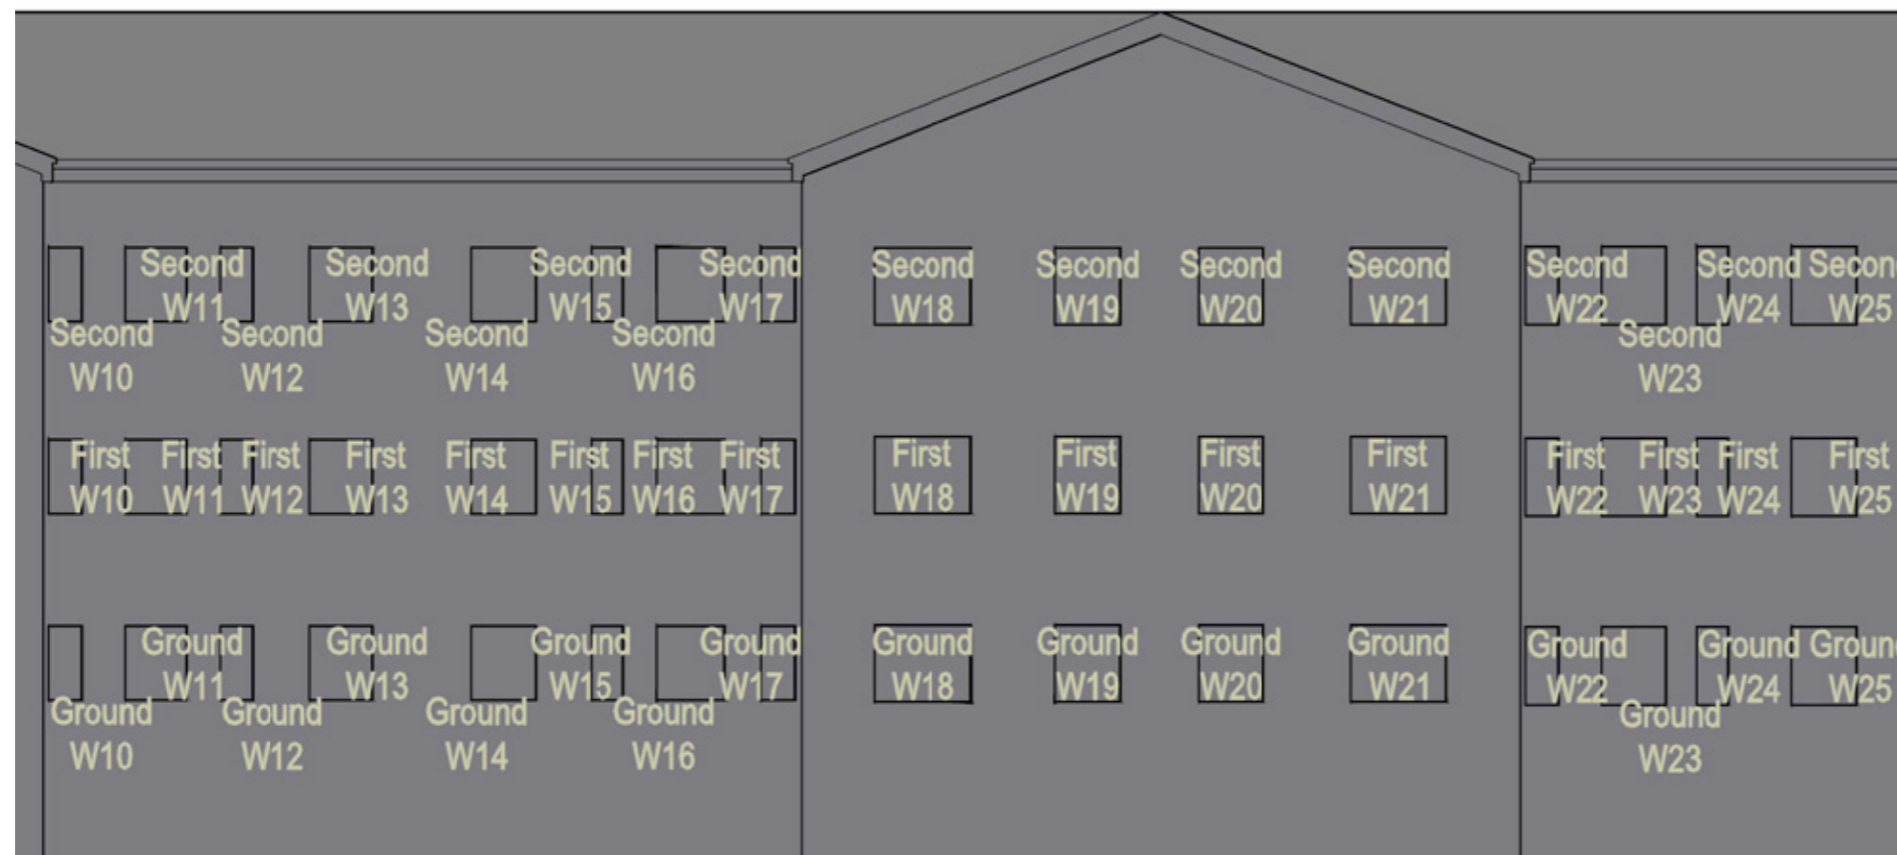 Second Second Second Second Second Second Second Second Second Second Second Secon
W11 W13 W15 W17 W18 W19 W20 W21 W22 W24 W25
Second Second Second Second Second
W10 W12 W14 W16 W23
First First First First First First First First First First First First First First First First
W10 W11 W12 W13 W14 W15 W16 W17 W18 W19 W20 W21 W22 W23 W24 W25
Ground Ground Ground Ground Ground Ground Ground Ground Ground Ground Groun
W11 W13 W15 W17 W18 W19 W20 W21 W22 W24 W25
Ground Ground Ground Ground Ground
W10 W12 W14 W16 W23